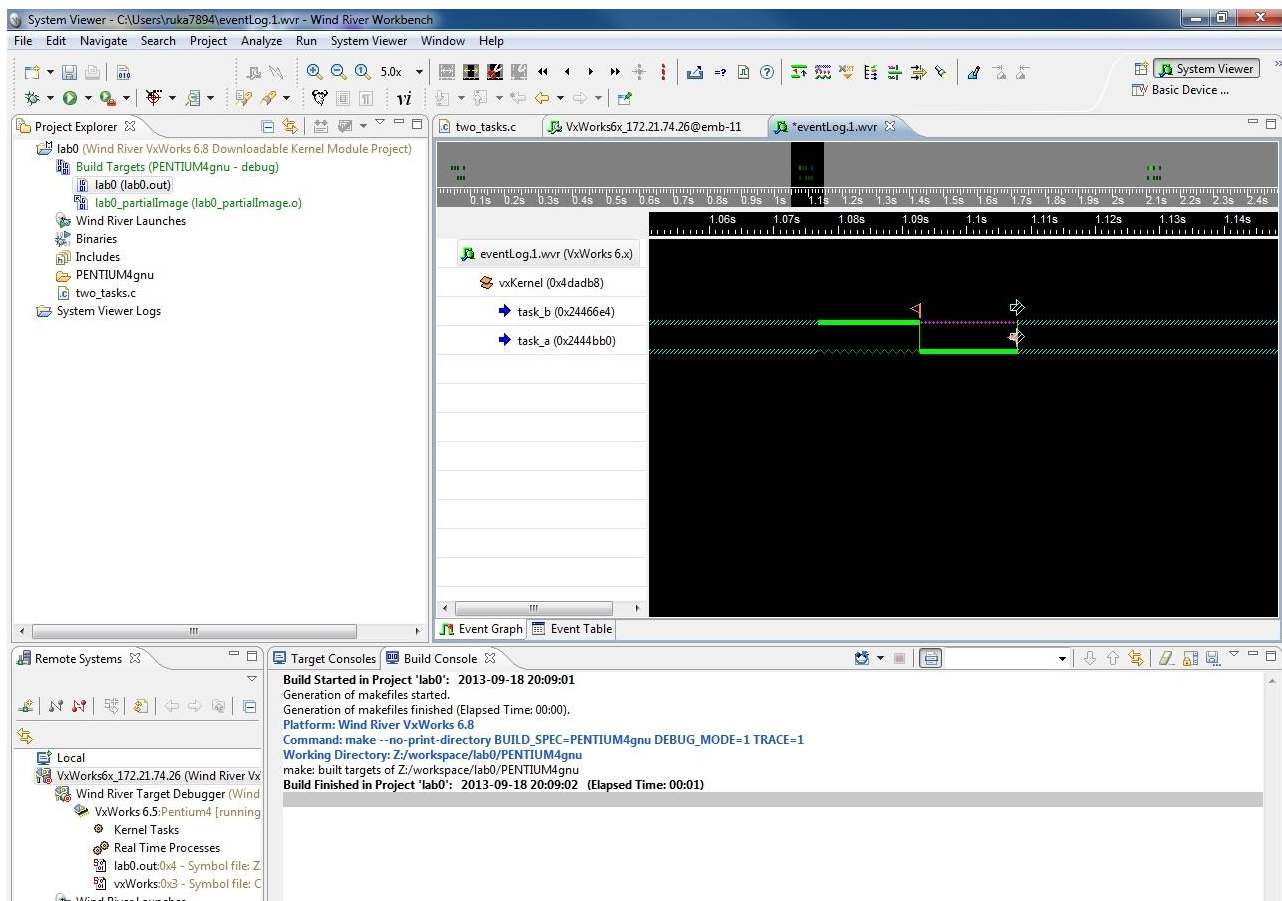 System Viewer - C:\Users\ruka7894\eventLog.1.wvr - Wind River Workbench
File Edit Navigate Search Project Analyze Run System Viewer Window Help
5.0x
System Viewer
Basic Device ...
Project Explorer
lab0 (Wind River VxWorks 6.8 Downloadable Kernel Module Project)
Build Targets (PENTIUM4gnu - debug)
lab0 (lab0.out)
lab0_partialImage (lab0_partialImage.o)
Wind River Launches
Binaries
Includes
PENTIUM4gnu
two_tasks.c
System Viewer Logs
two_tasks.c VxWorks6x_172.21.74.26@emb-11 *eventLog.1.wvr
0.1s 0.2s 0.3s 0.4s 0.5s 0.6s 0.7s 0.8s 0.9s 1s 1.1s 1.2s 1.3s 1.4s 1.5s 1.6s 1.7s 1.8s 1.9s 2s 2.1s 2.2s 2.3s 2.4s
1.06s 1.07s 1.08s 1.09s 1.1s 1.11s 1.12s 1.13s 1.14s
eventLog.1.wvr (VxWorks 6.x)
vxKernel (0x4dadb8)
task_b (0x24466e4)
task_a (0x2444bb0)
Event Graph Event Table
Remote Systems
Local
VxWorks6x_172.21.74.26 (Wind River Vx
Wind River Target Debugger (Wind
VxWorks 6.5:Pentium4 [running
Kernel Tasks
Real Time Processes
lab0.out:0x4 - Symbol file: Z
vxWorks:0x3 - Symbol file: C
Wind River Launches
Target Consoles Build Console
Build Started in Project 'lab0': 2013-09-18 20:09:01
Generation of makefiles started.
Generation of makefiles finished (Elapsed Time: 00:00).
Platform: Wind River VxWorks 6.8
Command: make --no-print-directory BUILD_SPEC=PENTIUM4gnu DEBUG_MODE=1 TRACE=1
Working Directory: Z:/workspace/lab0/PENTIUM4gnu
make: built targets of Z:/workspace/lab0/PENTIUM4gnu
Build Finished in Project 'lab0': 2013-09-18 20:09:02 (Elapsed Time: 00:01)